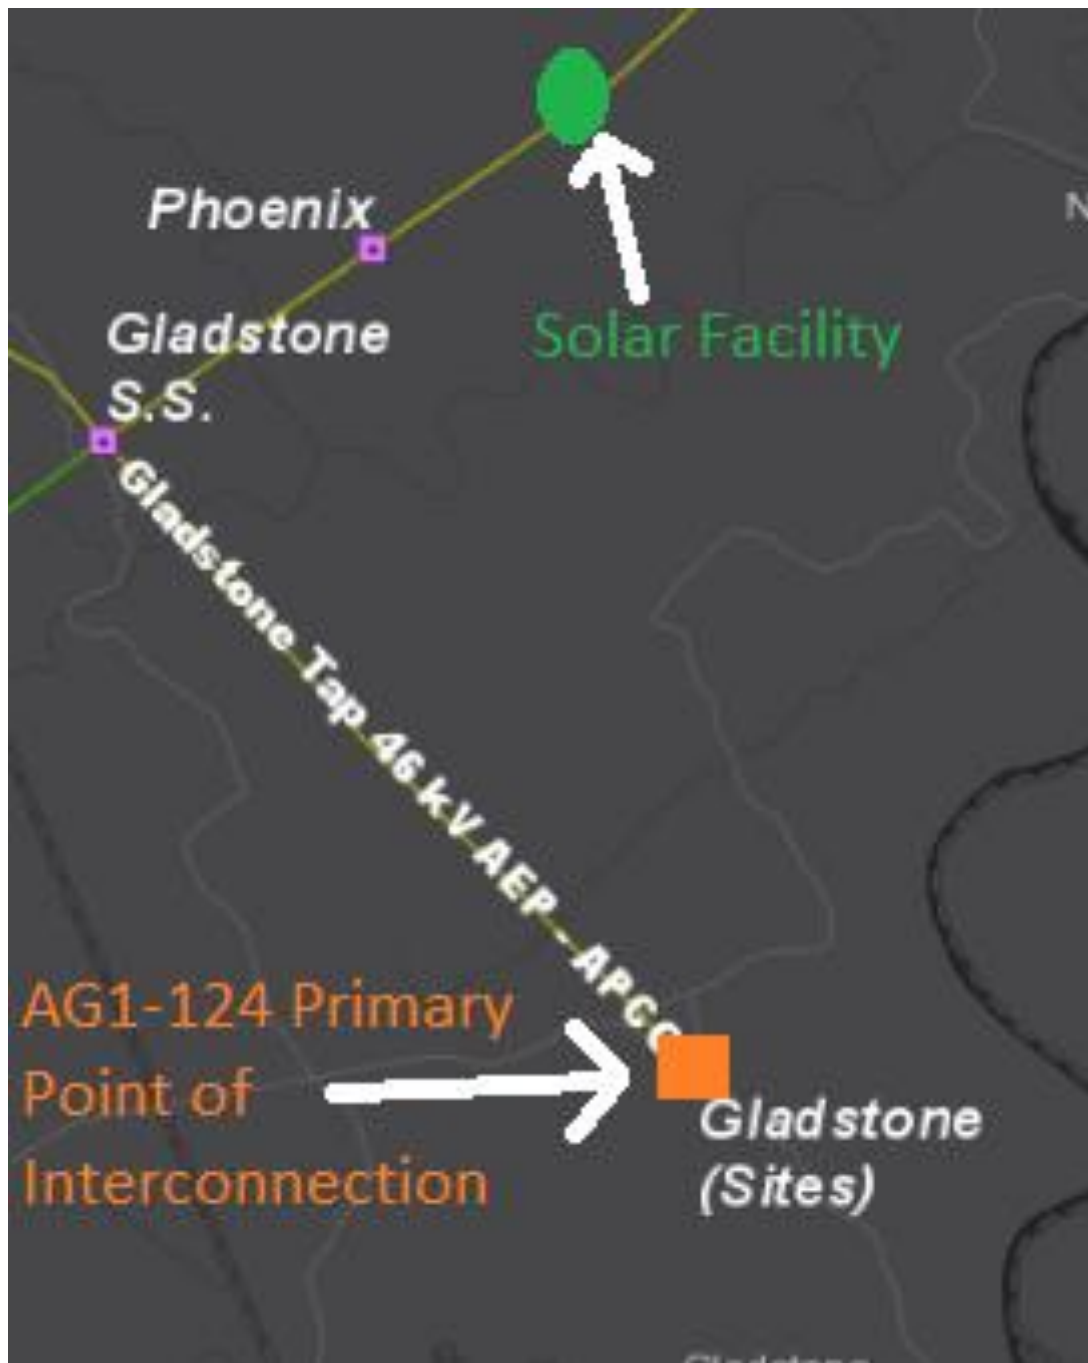 N
Phoenix
Gladstone
S.S.
Solar Facility
Gladstone Tap 46 kV AEP - APCO
AG1-124 Primary
Point of
Interconnection
Gladstone
(Sites)